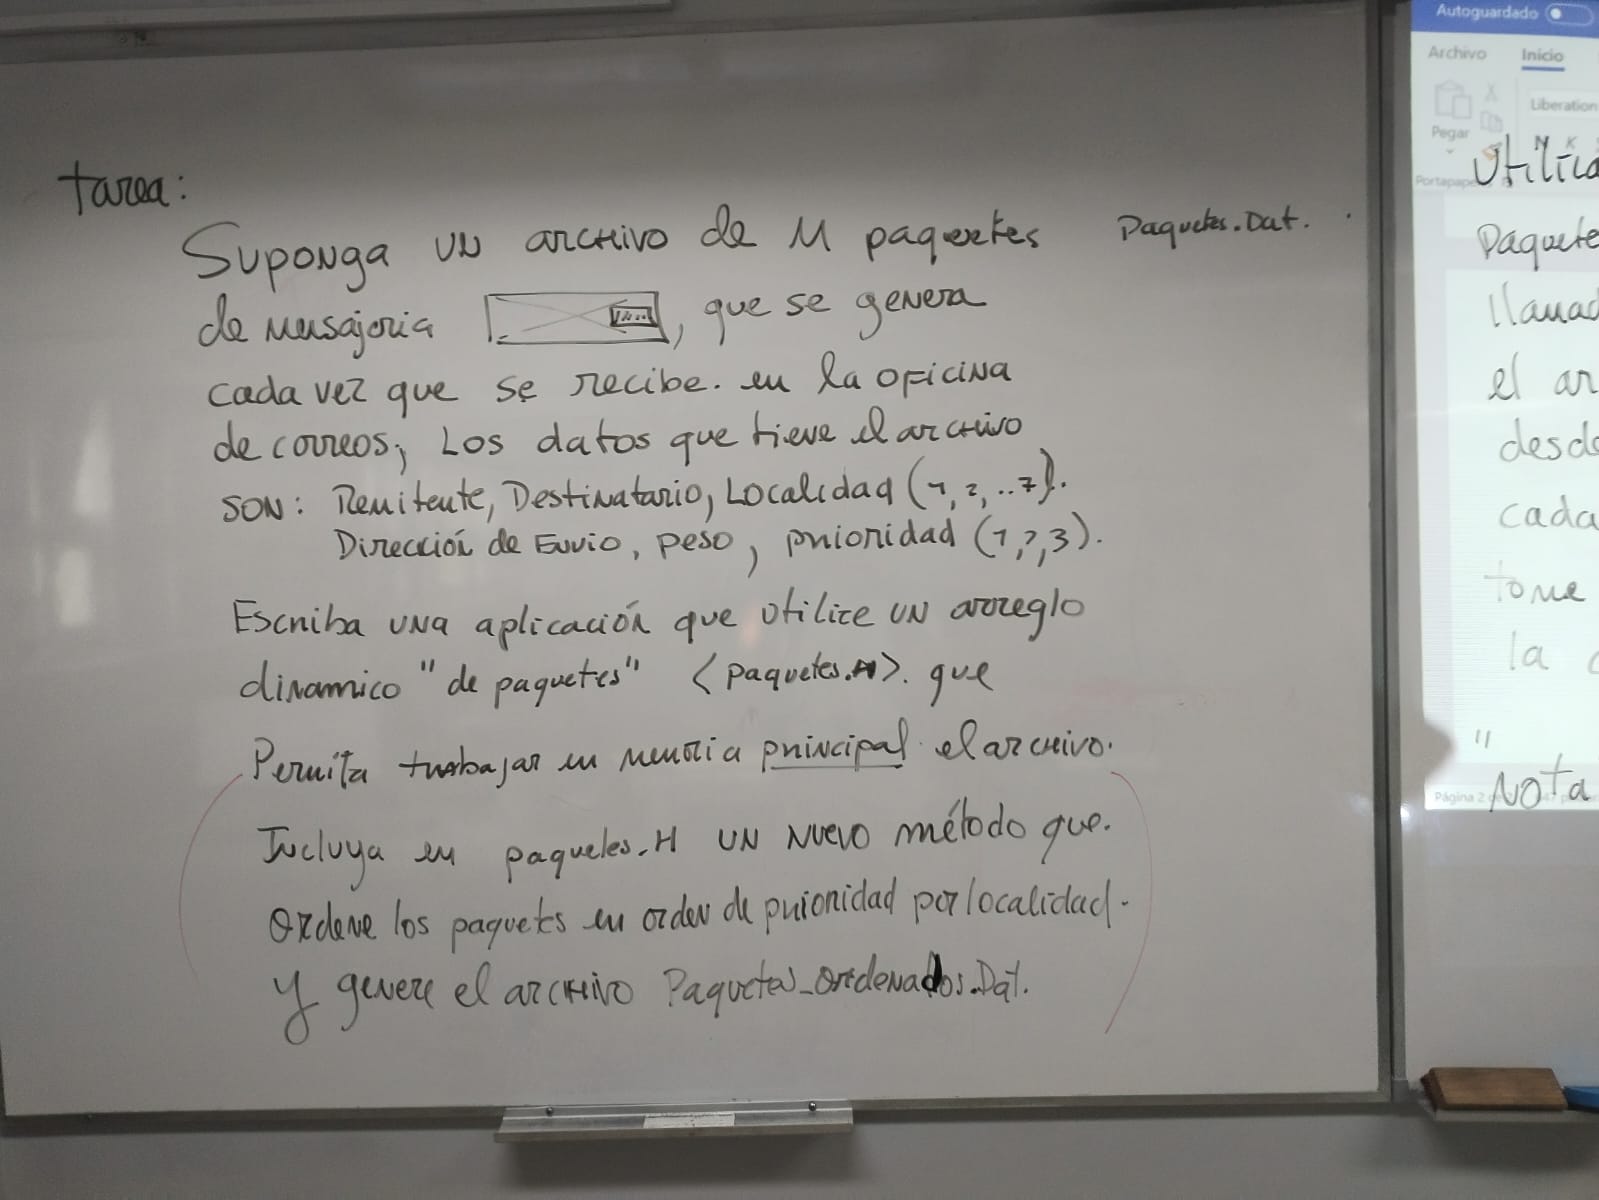 tarea:
Suponga un archivo de M paquetes Paquetes.Dat.
de musajeria , que se genera
cada vez que se recibe. en la oficina
de correos; Los datos que tiene el archivo
son: Remitente, Destinatario, Localidad (1, 2, ..7).
Dirección de Envio, peso, prioridad (1, 2, 3).
Escriba una aplicación que utilice un arreglo
dinamico "de paquetes" <paquetes.H>. que
Permita trabajar en memoria principal el archivo.
Incluya en paquetes.H un nuevo método que.
Ordene los paquets en orden de prioridad por localidad.
y genere el archivo Paquetes_Ordenados.Dat.
Autoguardado
Archivo Inicio
Liberation
Pegar
N K
Portapape
Utiliza
Paquete
llamad
el ar
desde
cada
tome
la
"
Página 2 de
Nota